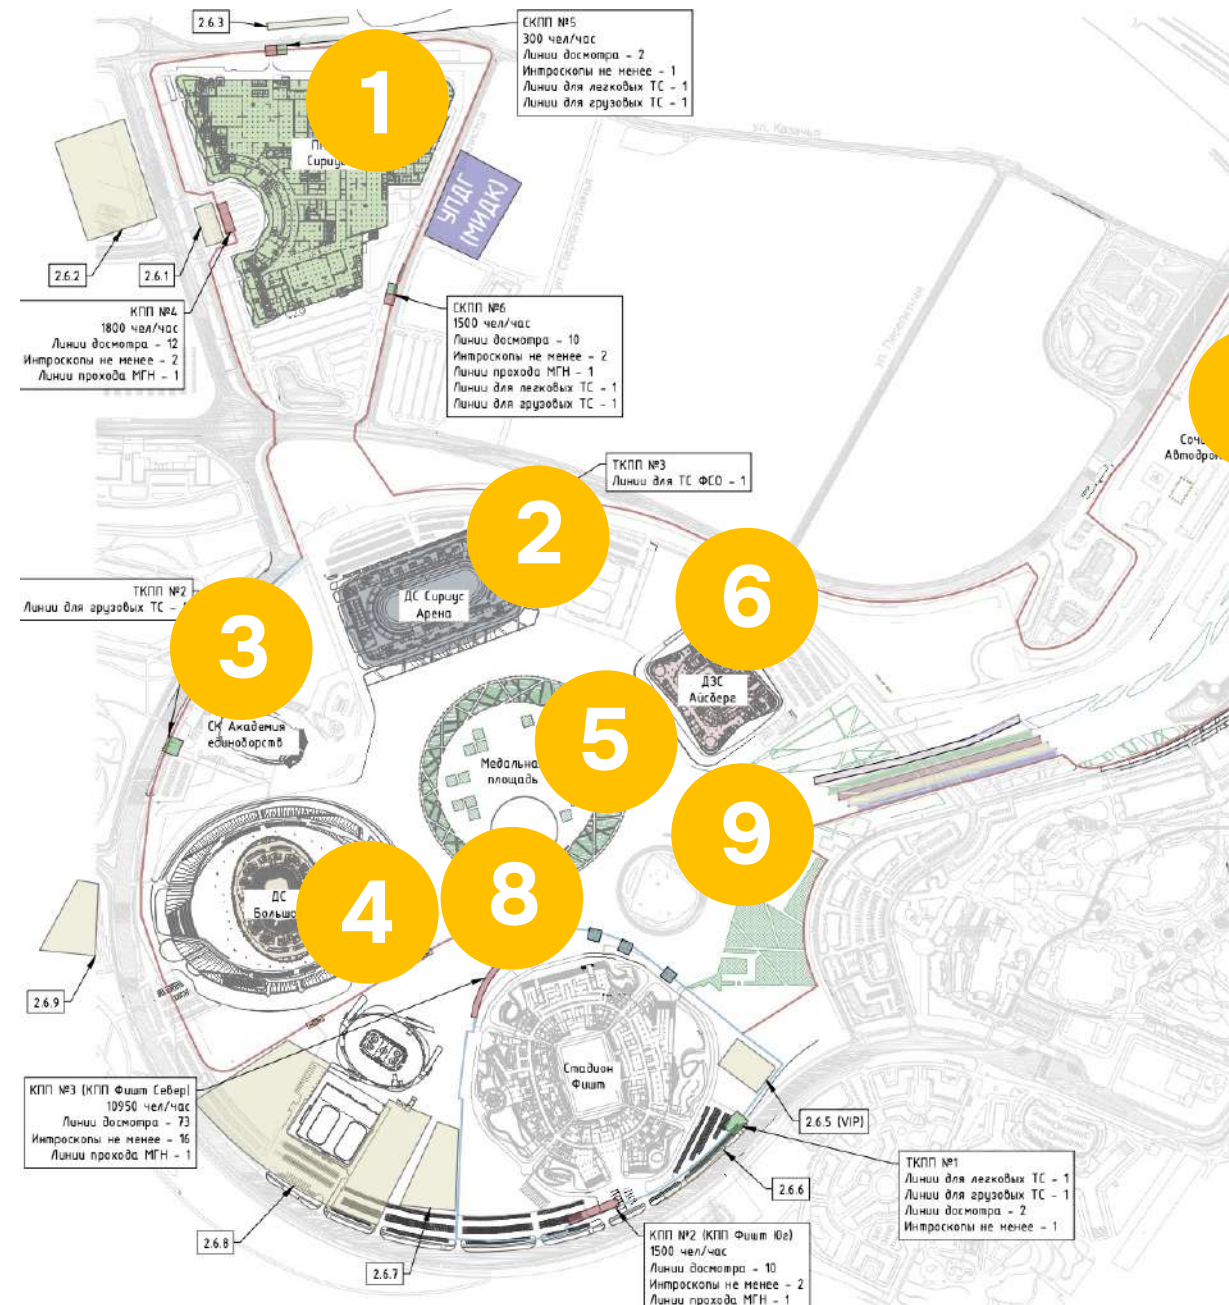 2.6.3
СКПП №5
300 чел/час
Линии досмотра - 2
Интроскопы не менее - 1
Линии для легковых ТС - 1
Линии для грузовых ТС - 1
1
ул. Казачья
УПДГ
(МИДК)
ул. Старообрядческая
2.6.2
2.6.1
КПП №4
1800 чел/час
Линии досмотра - 12
Интроскопы не менее - 2
Линии прохода МГН - 1
СКПП №6
1500 чел/час
Линии досмотра - 10
Интроскопы не менее - 2
Линии прохода МГН - 1
Линии для легковых ТС - 1
Линии для грузовых ТС - 1
ТКПП №3
Линии для ТС ФСО - 1
2
ДС Сириус
Арена
ТКПП №2
Линии для грузовых ТС -
3
6
СК Академия
единоборств
ДЗС
Айсберг
5
Медальная
площадь
9
ДС
4
8
2.6.9
КПП №3 (КПП Фишт Север)
10950 чел/час
Линии досмотра - 73
Интроскопы не менее - 16
Линии прохода МГН - 1
Стадион
Фишт
2.6.5 (VIP)
ТКПП №1
Линии для легковых ТС - 1
Линии для грузовых ТС - 1
Линии досмотра - 2
Интроскопы не менее - 1
2.6.6
2.6.8
2.6.7
КПП №2 (КПП Фишт Юг)
1500 чел/час
Линии досмотра - 10
Интроскопы не менее - 2
Линии прохода МГН - 1